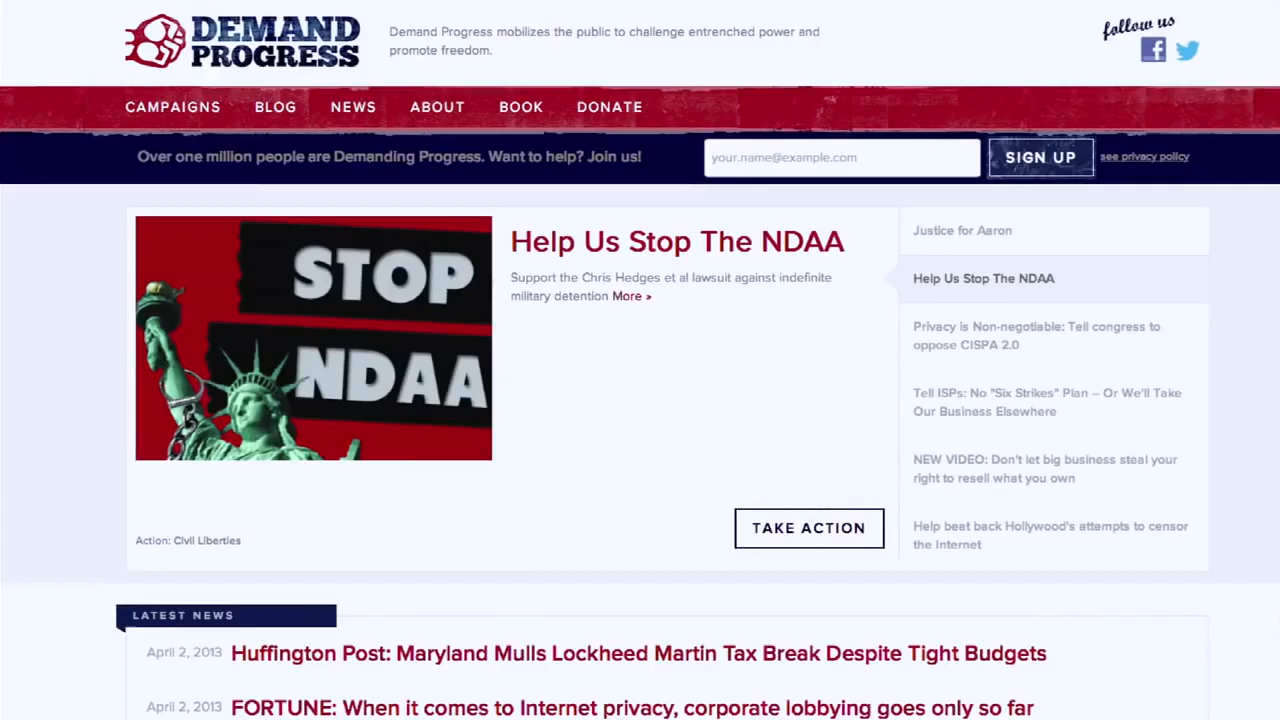 DEMAND
PROGRESS
Demand Progress mobilizes the public to challenge entrenched power and
promote freedom.
follow us
CAMPAIGNS BLOG NEWS ABOUT BOOK DONATE
Over one million people are Demanding Progress. Want to help? Join us!
your.name@example.com
SIGN UP
see privacy policy
STOP
NDAA
Help Us Stop The NDAA
Support the Chris Hedges et al lawsuit against indefinite
military detention More »
Action: Civil Liberties
TAKE ACTION
Justice for Aaron
Help Us Stop The NDAA
Privacy is Non-negotiable: Tell congress to
oppose CISPA 2.0
Tell ISPs: No "Six Strikes" Plan – Or We'll Take
Our Business Elsewhere
NEW VIDEO: Don't let big business steal your
right to resell what you own
Help beat back Hollywood's attempts to censor
the Internet
LATEST NEWS
April 2, 2013 Huffington Post: Maryland Mulls Lockheed Martin Tax Break Despite Tight Budgets
April 2, 2013 FORTUNE: When it comes to Internet privacy, corporate lobbying goes only so far